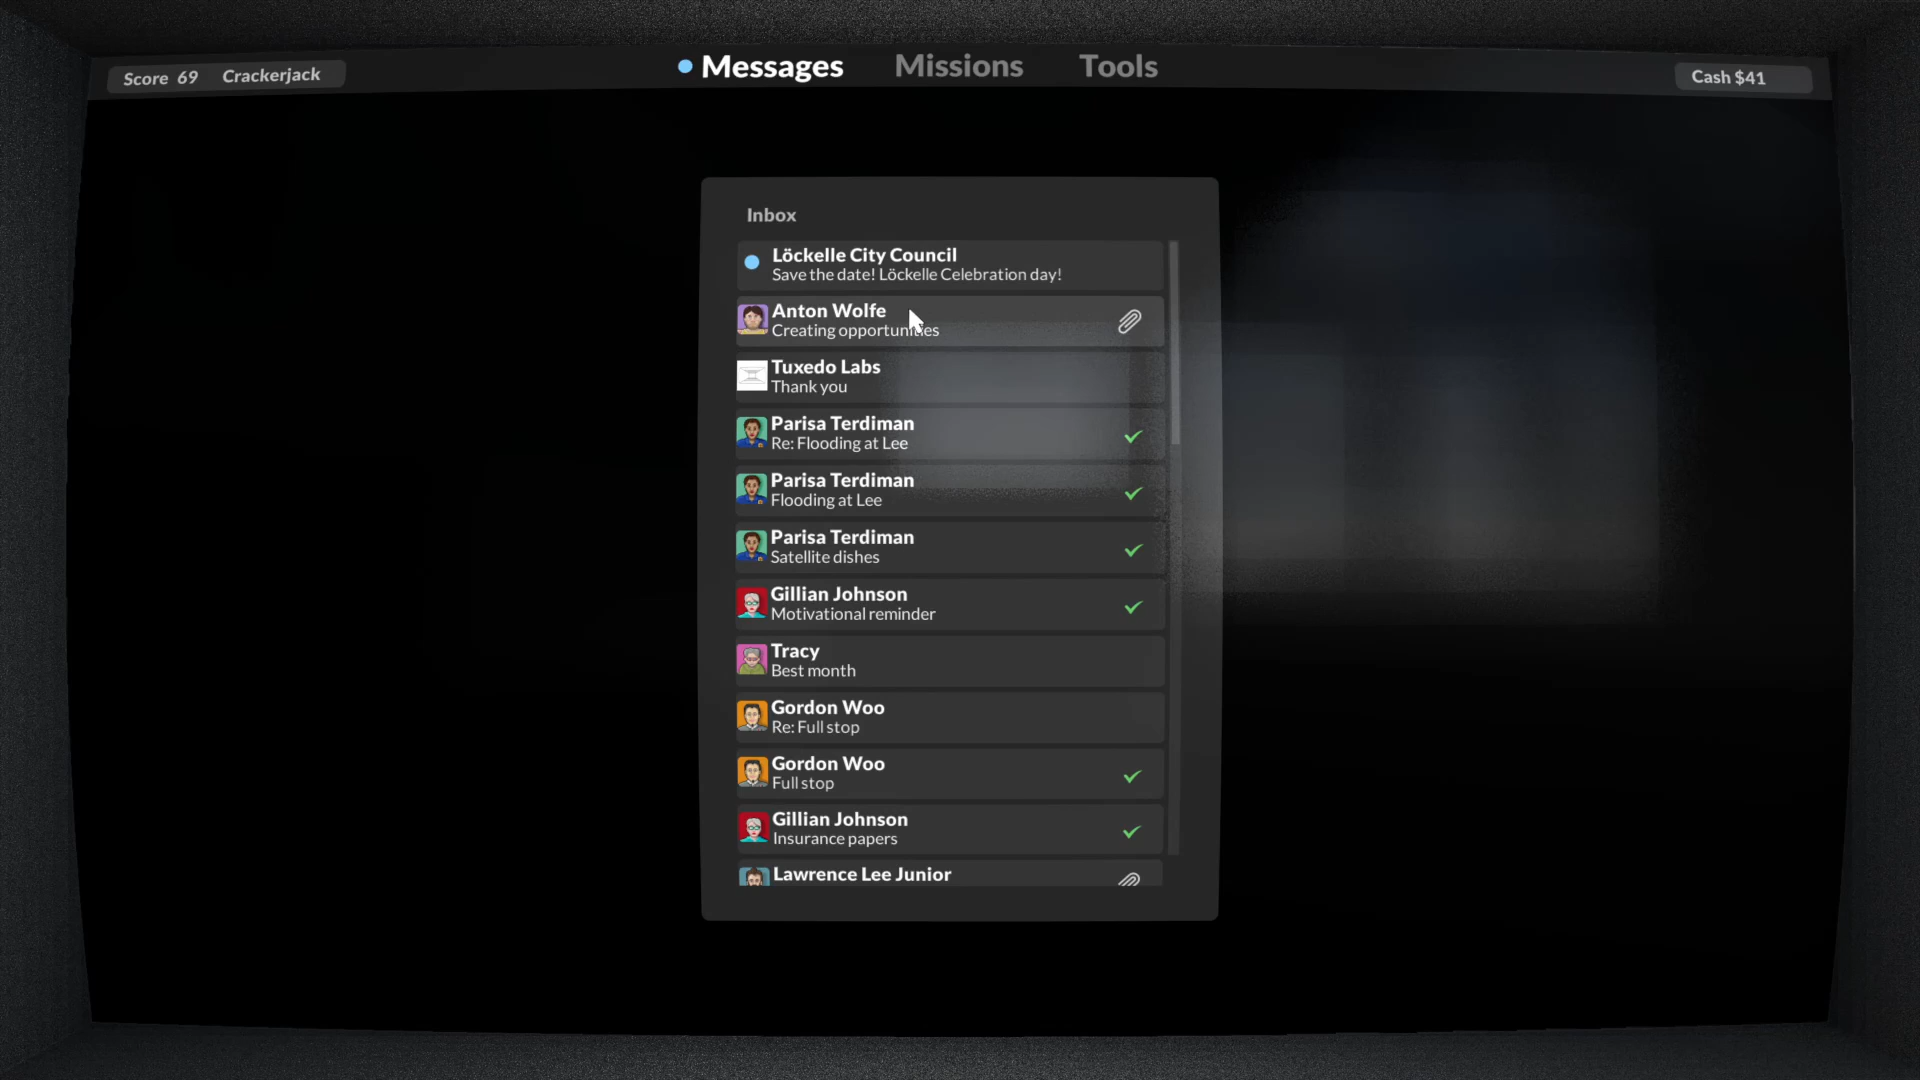 Score 69 Crackerjack
Messages Missions Tools
Cash $41
Inbox
Löckelle City Council
Save the date! Löckelle Celebration day!
Anton Wolfe
Creating opportunities
Tuxedo Labs
Thank you
Parisa Terdiman
Re: Flooding at Lee
Parisa Terdiman
Flooding at Lee
Parisa Terdiman
Satellite dishes
Gillian Johnson
Motivational reminder
Tracy
Best month
Gordon Woo
Re: Full stop
Gordon Woo
Full stop
Gillian Johnson
Insurance papers
Lawrence Lee Junior